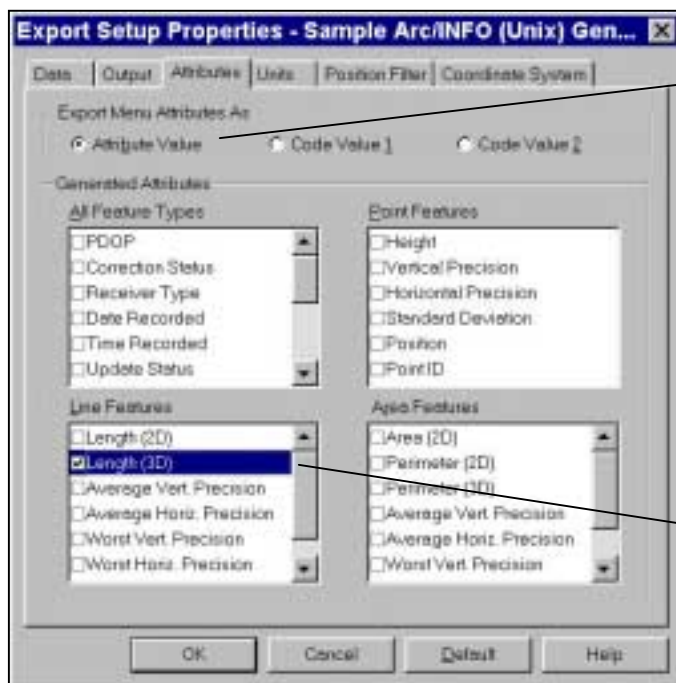 Export Setup Properties - Sample Arc/INFO (Unix) Gen...
Data Output Attributes Units Position Filter Coordinate System
Export Menu Attributes As
Attribute Value Code Value 1 Code Value 2
Generated Attributes
All Feature Types
PDOP
Correction Status
Receiver Type
Date Recorded
Time Recorded
Update Status
Point Features
Height
Vertical Precision
Horizontal Precision
Standard Deviation
Position
Point ID
Line Features
Length (2D)
Length (3D)
Average Vert. Precision
Average Horiz. Precision
Worst Vert. Precision
Worst Horiz. Precision
Area Features
Area (2D)
Perimeter (2D)
Perimeter (3D)
Average Vert. Precision
Average Horiz. Precision
Worst Vert. Precision
OK Cancel Default Help